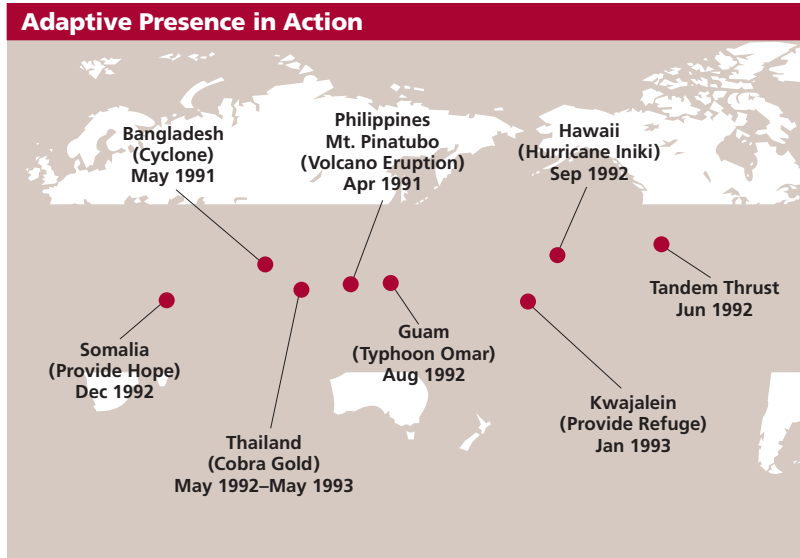 Adaptive Presence in Action
Bangladesh
(Cyclone)
May 1991
Philippines
Mt. Pinatubo
(Volcano Eruption)
Apr 1991
Hawaii
(Hurricane Iniki)
Sep 1992
Tandem Thrust
Jun 1992
Somalia
(Provide Hope)
Dec 1992
Guam
(Typhoon Omar)
Aug 1992
Kwajalein
(Provide Refuge)
Jan 1993
Thailand
(Cobra Gold)
May 1992–May 1993